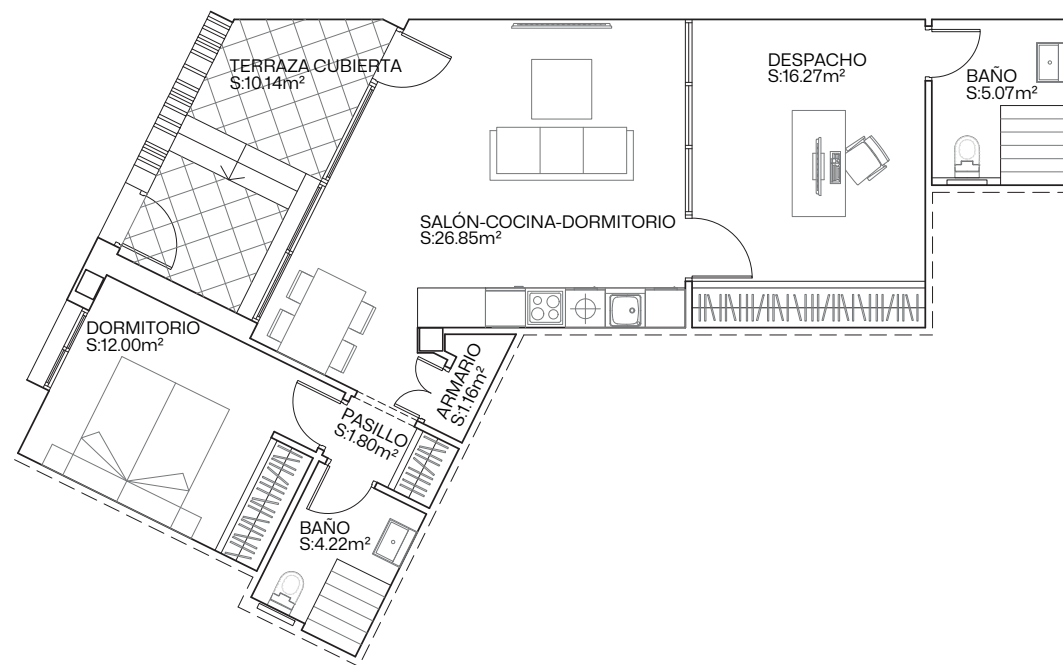 TERRAZA CUBIERTA
S:10.14m²
DESPACHO
S:16.27m²
BAÑO
S:5.07m²
SALÓN-COCINA-DORMITORIO
S:26.85m²
DORMITORIO
S:12.00m²
ARMARIO
S:1.16m²
PASILLO
S:1.80m²
BAÑO
S:4.22m²